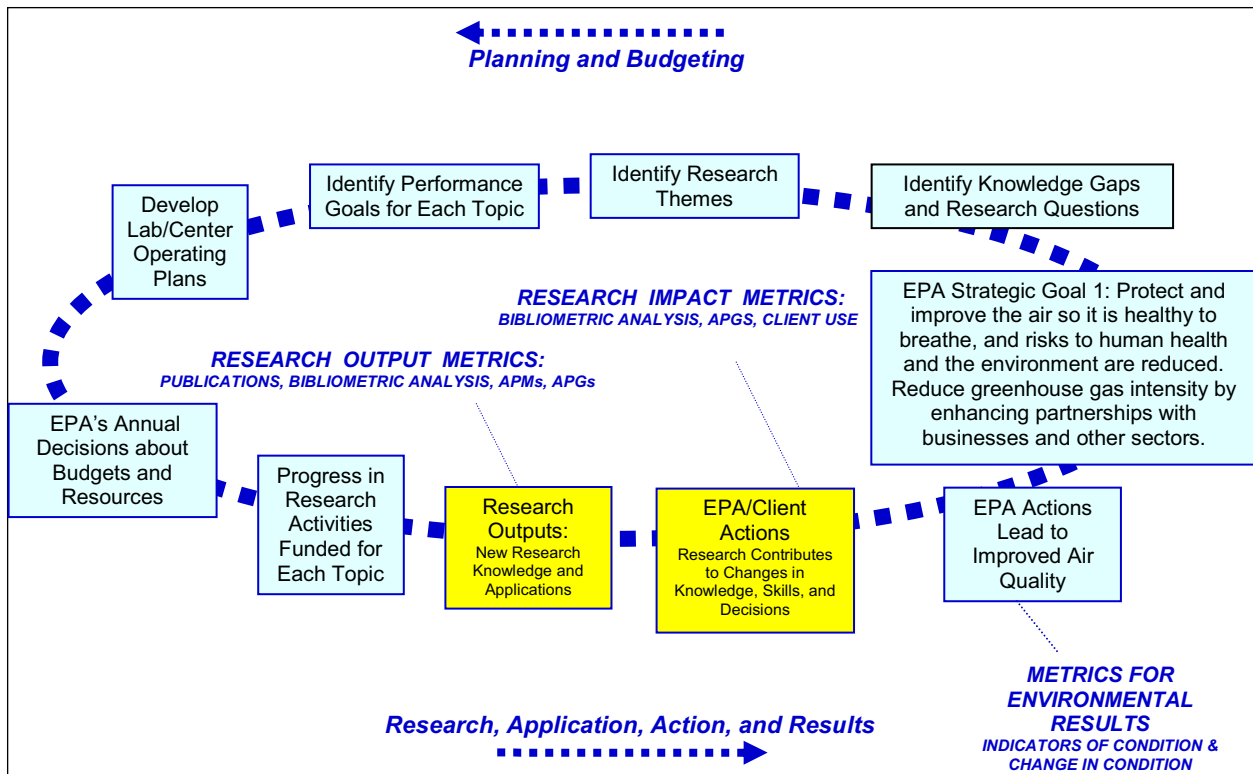 Planning and Budgeting
Develop
Lab/Center
Operating
Plans
Identify Performance
Goals for Each Topic
Identify Research
Themes
Identify Knowledge Gaps
and Research Questions
EPA Strategic Goal 1: Protect and
improve the air so it is healthy to
breathe, and risks to human health
and the environment are reduced.
Reduce greenhouse gas intensity by
enhancing partnerships with
businesses and other sectors.
RESEARCH IMPACT METRICS:
BIBLIOMETRIC ANALYSIS, APGS, CLIENT USE
RESEARCH OUTPUT METRICS:
PUBLICATIONS, BIBLIOMETRIC ANALYSIS, APMs, APGs
EPA's Annual
Decisions about
Budgets and
Resources
Progress in
Research
Activities
Funded for
Each Topic
Research
Outputs:
New Research
Knowledge and
Applications
EPA/Client
Actions
Research Contributes
to Changes in
Knowledge, Skills, and
Decisions
EPA Actions
Lead to
Improved Air
Quality
METRICS FOR
ENVIRONMENTAL
RESULTS
INDICATORS OF CONDITION &
CHANGE IN CONDITION
Research, Application, Action, and Results